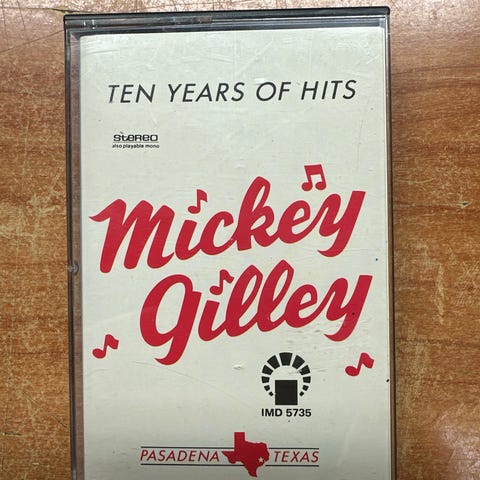 TEN YEARS OF HITS
STEREO
also playable mono
Mickey
Gilley
IMD 5735
PASADENA TEXAS